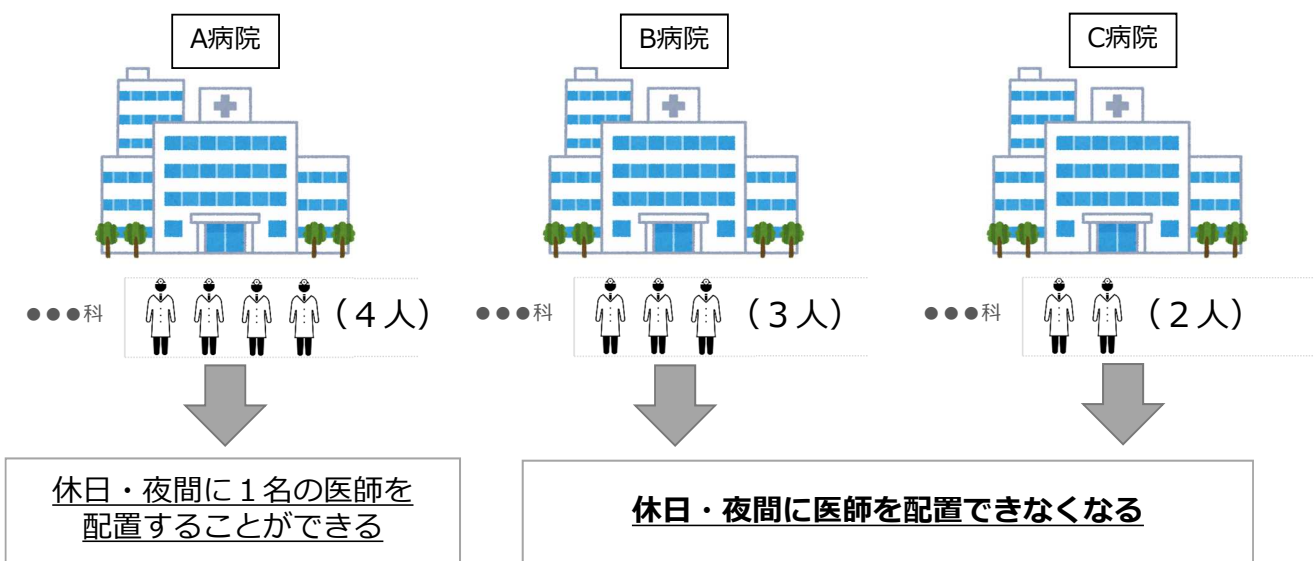 A病院
B病院
C病院
●●●科
（４人）
●●●科
（３人）
●●●科
（２人）
休日・夜間に１名の医師を
配置することができる
休日・夜間に医師を配置できなくなる